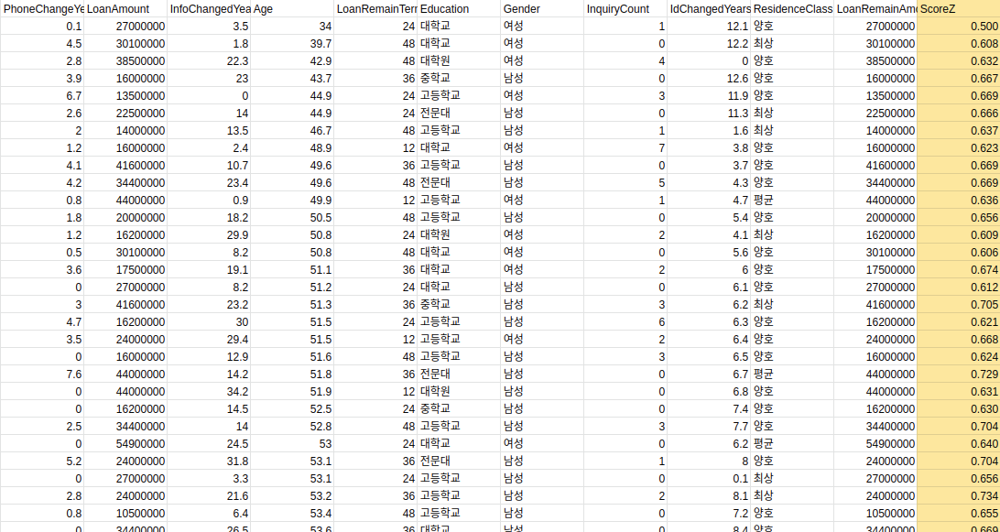 PhoneChangeYe LoanAmount InfoChangedYea Age LoanRemainTerm Education Gender InquiryCount IdChangedYears ResidenceClass LoanRemainAmo ScoreZ
0.1 27000000 3.5 34 24 대학교 여성 1 12.1 양호 27000000 0.500
4.5 30100000 1.8 39.7 48 대학교 여성 0 12.2 최상 30100000 0.608
2.8 38500000 22.3 42.9 48 대학원 여성 4 0 양호 38500000 0.632
3.9 16000000 23 43.7 36 중학교 남성 0 12.6 양호 16000000 0.667
6.7 13500000 0 44.9 24 고등학교 여성 3 11.9 양호 13500000 0.669
2.6 22500000 14 44.9 24 전문대 남성 0 11.3 최상 22500000 0.666
2 14000000 13.5 46.7 48 고등학교 남성 1 1.6 최상 14000000 0.637
1.2 16000000 2.4 48.9 12 대학교 여성 7 3.8 양호 16000000 0.623
4.1 41600000 10.7 49.6 36 고등학교 남성 0 3.7 양호 41600000 0.669
4.2 34400000 23.4 49.6 48 전문대 남성 5 4.3 양호 34400000 0.669
0.8 44000000 0.9 49.9 12 고등학교 여성 1 4.7 평균 44000000 0.636
1.8 20000000 18.2 50.5 48 고등학교 남성 0 5.4 양호 20000000 0.656
1.2 16200000 29.9 50.8 24 대학원 여성 2 4.1 최상 16200000 0.609
0.5 30100000 8.2 50.8 48 대학교 여성 0 5.6 양호 30100000 0.606
3.6 17500000 19.1 51.1 36 대학교 여성 2 6 양호 17500000 0.674
0 27000000 8.2 51.2 24 대학교 남성 0 6.1 양호 27000000 0.612
3 41600000 23.2 51.3 36 중학교 남성 3 6.2 최상 41600000 0.705
4.7 16200000 30 51.5 24 고등학교 남성 6 6.3 양호 16200000 0.621
3.5 24000000 29.4 51.5 12 고등학교 여성 2 6.4 양호 24000000 0.668
0 16000000 12.9 51.6 48 고등학교 남성 3 6.5 양호 16000000 0.624
7.6 44000000 14.2 51.8 36 전문대 남성 0 6.7 평균 44000000 0.729
0 44000000 34.2 51.9 12 대학원 남성 0 6.8 양호 44000000 0.631
0 16200000 14.5 52.5 24 중학교 남성 0 7.4 양호 16200000 0.630
2.5 34400000 14 52.8 48 고등학교 남성 3 7.7 양호 34400000 0.704
0 54900000 24.5 53 24 대학교 여성 0 6.2 평균 54900000 0.640
5.2 24000000 31.8 53.1 36 전문대 남성 1 8 양호 24000000 0.704
0 27000000 3.3 53.1 24 고등학교 남성 0 0.1 최상 27000000 0.656
2.8 24000000 21.6 53.2 36 고등학교 남성 2 8.1 최상 24000000 0.734
0.8 10500000 6.4 53.4 48 고등학교 남성 0 7.2 양호 10500000 0.655
0 34400000 26.5 53.6 36 대학교 남성 0 8.4 양호 34400000 0.669